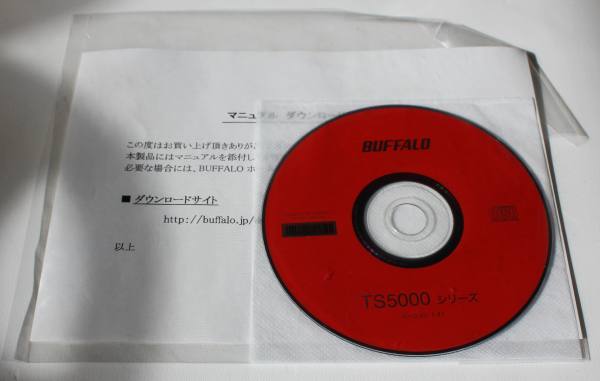 マニュアル ダウンロー
この度はお買い上げ頂きありが
本製品にはマニュアルを添付し
必要な場合には、BUFFALO ホ
■ ダウンロードサイト
http://buffalo.jp/
以上
BUFFALO
TS5000 シリーズ